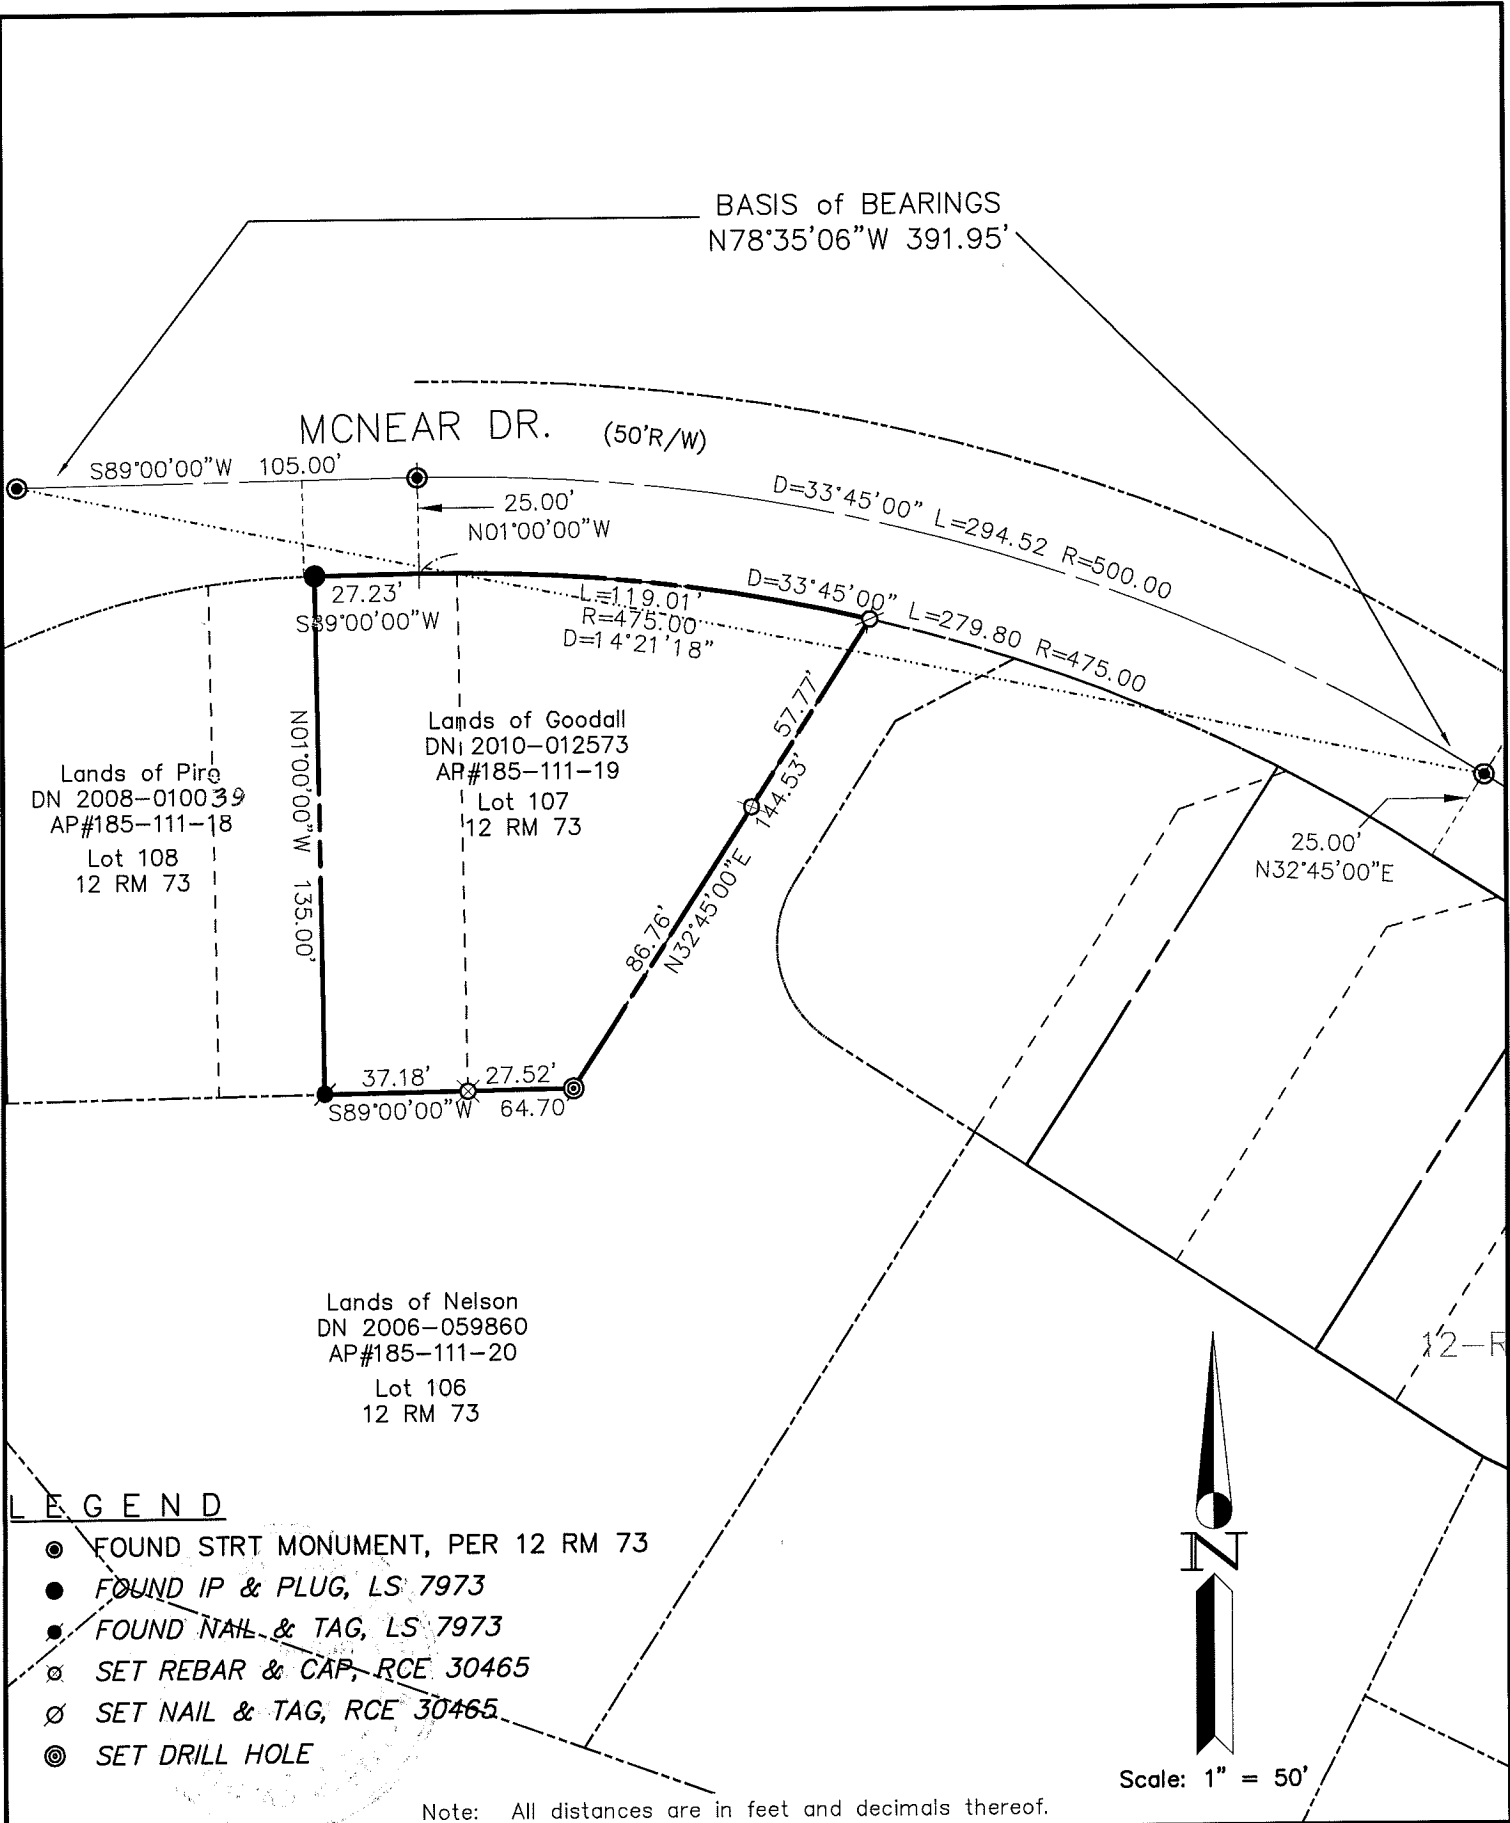 BASIS of BEARINGS
N78°35'06"W 391.95'
MCNEAR DR. (50'R/W)
S89°00'00"W 105.00'
25.00'
N01°00'00"W
D=33°45'00" L=294.52 R=500.00
27.23'
S89°00'00"W
L=119.01'
R=475.00
D=14°21'18"
D=33°45'00" L=279.80 R=475.00
N01°00'00"W 135.00'
Lands of Goodall
DN 2010-012573
AP#185-111-19
Lot 107
12 RM 73
Lands of Piro
DN 2008-010039
AP#185-111-18
Lot 108
12 RM 73
57.77'
144.53'
86.76'
N32°45'00"E
25.00'
N32°45'00"E
37.18'
27.52'
S89°00'00"W 64.70'
Lands of Nelson
DN 2006-059860
AP#185-111-20
Lot 106
12 RM 73
12-R
LEGEND
FOUND STRT MONUMENT, PER 12 RM 73
FOUND IP & PLUG, LS 7973
FOUND NAIL & TAG, LS 7973
SET REBAR & CAP, RCE 30465
SET NAIL & TAG, RCE 30465
SET DRILL HOLE
N
Scale: 1" = 50'
Note: All distances are in feet and decimals thereof.